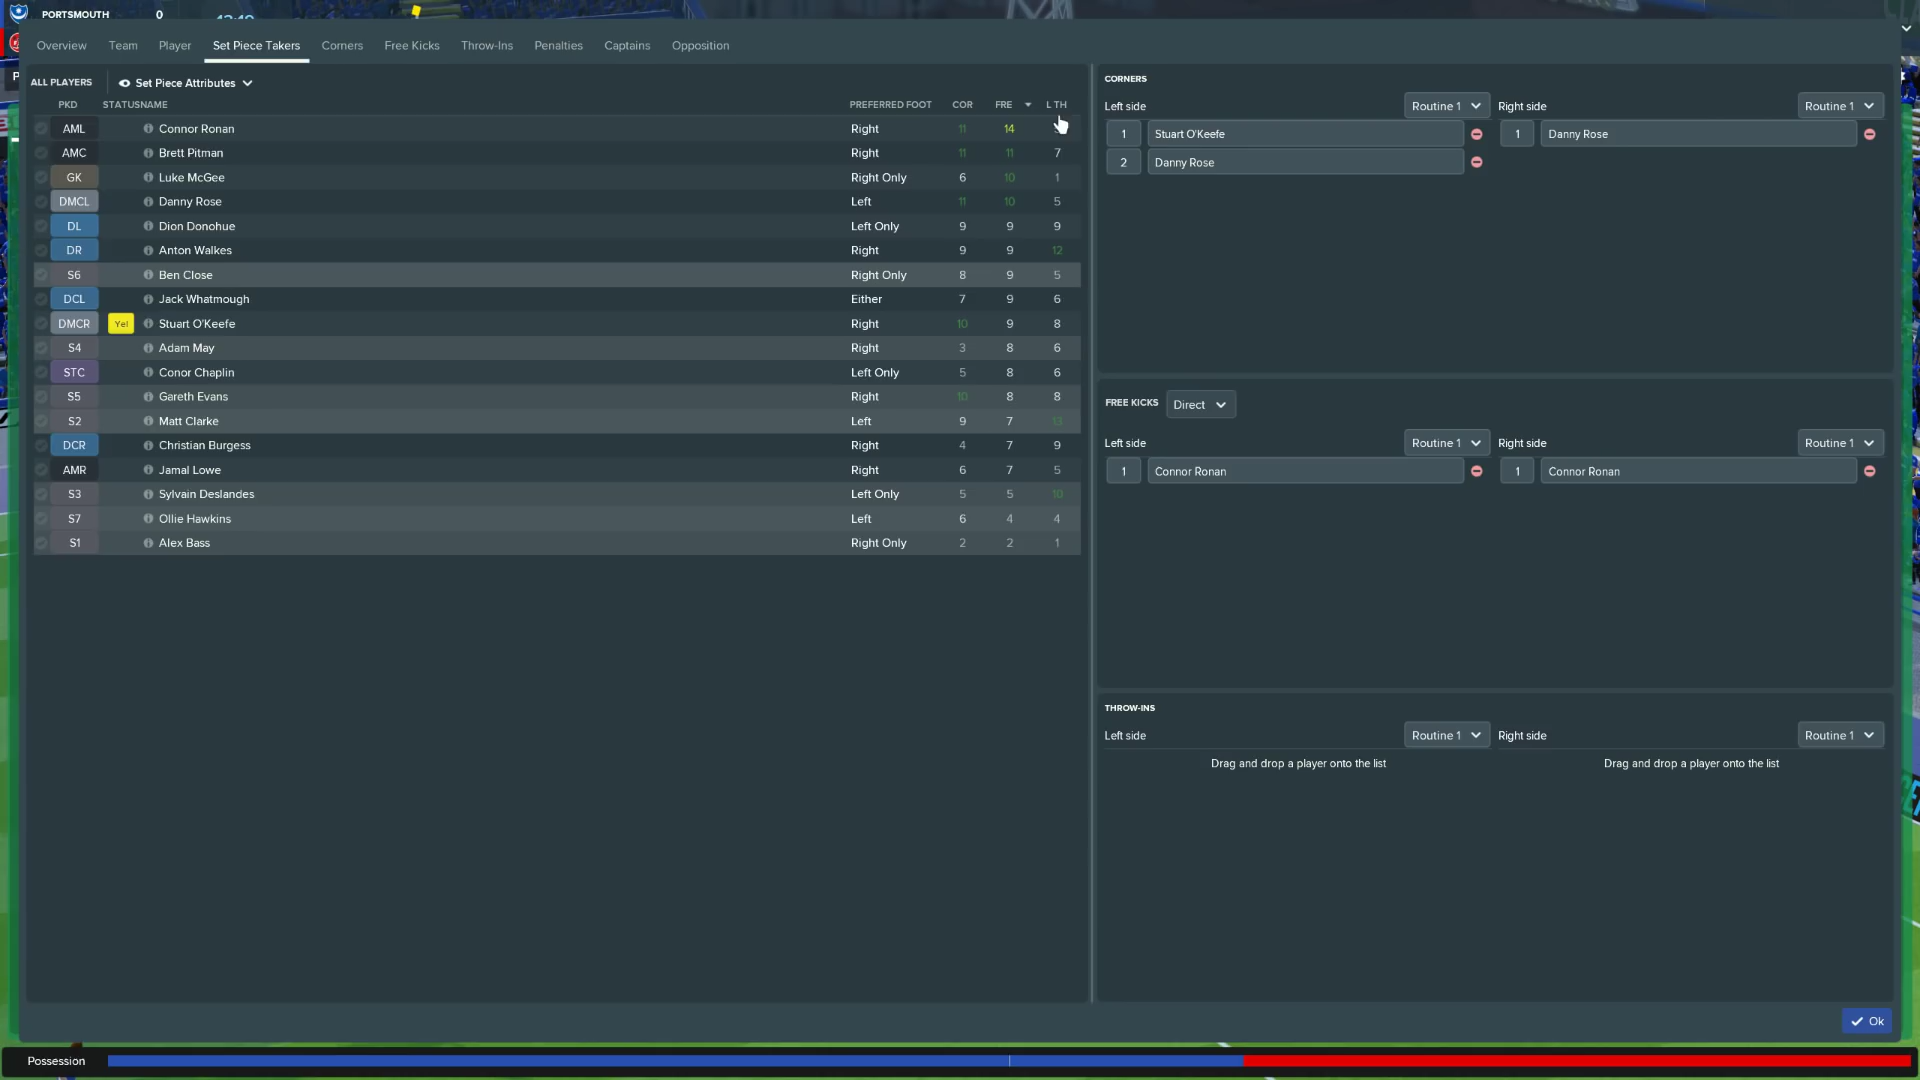 PORTSMOUTH 0
Overview Team Player Set Piece Takers Corners Free Kicks Throw-Ins Penalties Captains Opposition
ALL PLAYERS Set Piece Attributes
PKD STATUS NAME PREFERRED FOOT COR FRE L TH
AML Connor Ronan Right 11 14
AMC Brett Pitman Right 11 11 7
GK Luke McGee Right Only 6 10 1
DMCL Danny Rose Left 11 10 5
DL Dion Donohue Left Only 9 9 9
DR Anton Walkes Right 9 9 12
S6 Ben Close Right Only 8 9 5
DCL Jack Whatmough Either 7 9 6
DMCR Yel Stuart O'Keefe Right 10 9 8
S4 Adam May Right 3 8 6
STC Conor Chaplin Left Only 5 8 6
S5 Gareth Evans Right 10 8 8
S2 Matt Clarke Left 9 7 13
DCR Christian Burgess Right 4 7 9
AMR Jamal Lowe Right 6 7 5
S3 Sylvain Deslandes Left Only 5 5 10
S7 Ollie Hawkins Left 6 4 4
S1 Alex Bass Right Only 2 2 1
CORNERS
Left side Routine 1 Right side Routine 1
1 Stuart O'Keefe 1 Danny Rose
2 Danny Rose
FREE KICKS Direct
Left side Routine 1 Right side Routine 1
1 Connor Ronan 1 Connor Ronan
THROW-INS
Left side Routine 1 Right side Routine 1
Drag and drop a player onto the list Drag and drop a player onto the list
Ok
Possession